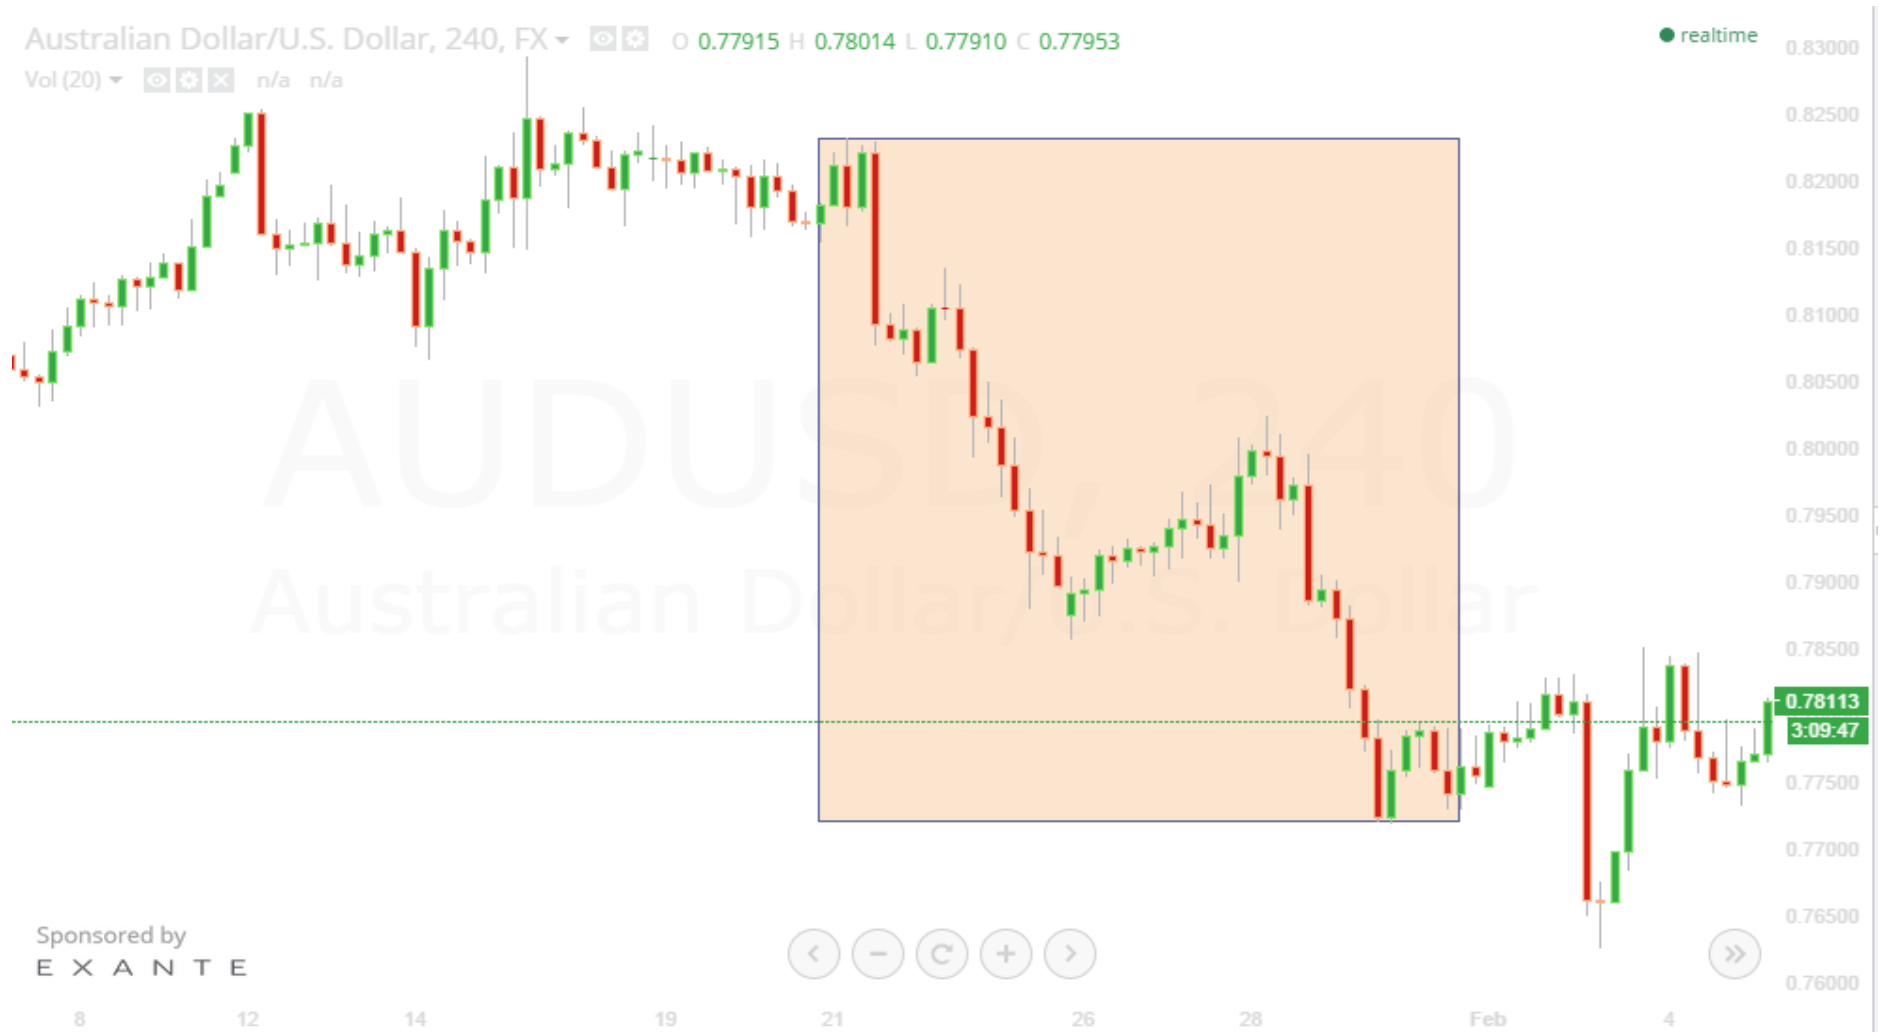 Australian Dollar/U.S. Dollar, 240, FX O 0.77915 H 0.78014 L 0.77910 C 0.77953
realtime
Vol (20) n/a n/a
0.83000
0.82500
0.82000
0.81500
0.81000
0.80500
0.80000
0.79500
0.79000
0.78500
0.78113
3:09:47
0.77500
0.77000
0.76500
0.76000
AUDUSD, 240
Australian Dollar/U.S. Dollar
Sponsored by
EXANTE
8 12 14 19 21 26 28 Feb 4